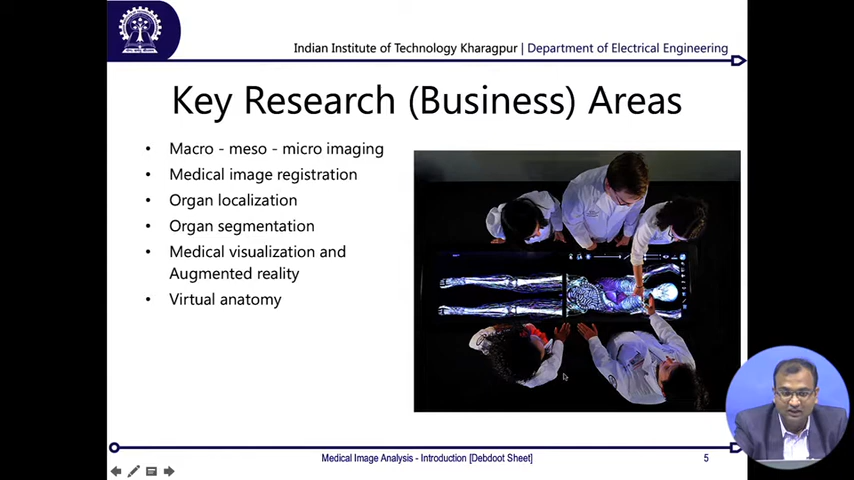 Indian Institute of Technology Kharagpur | Department of Electrical Engineering
Key Research (Business) Areas
• Macro - meso - micro imaging
• Medical image registration
• Organ localization
• Organ segmentation
• Medical visualization and
Augmented reality
• Virtual anatomy
Medical Image Analysis - Introduction [Debdoot Sheet]
5